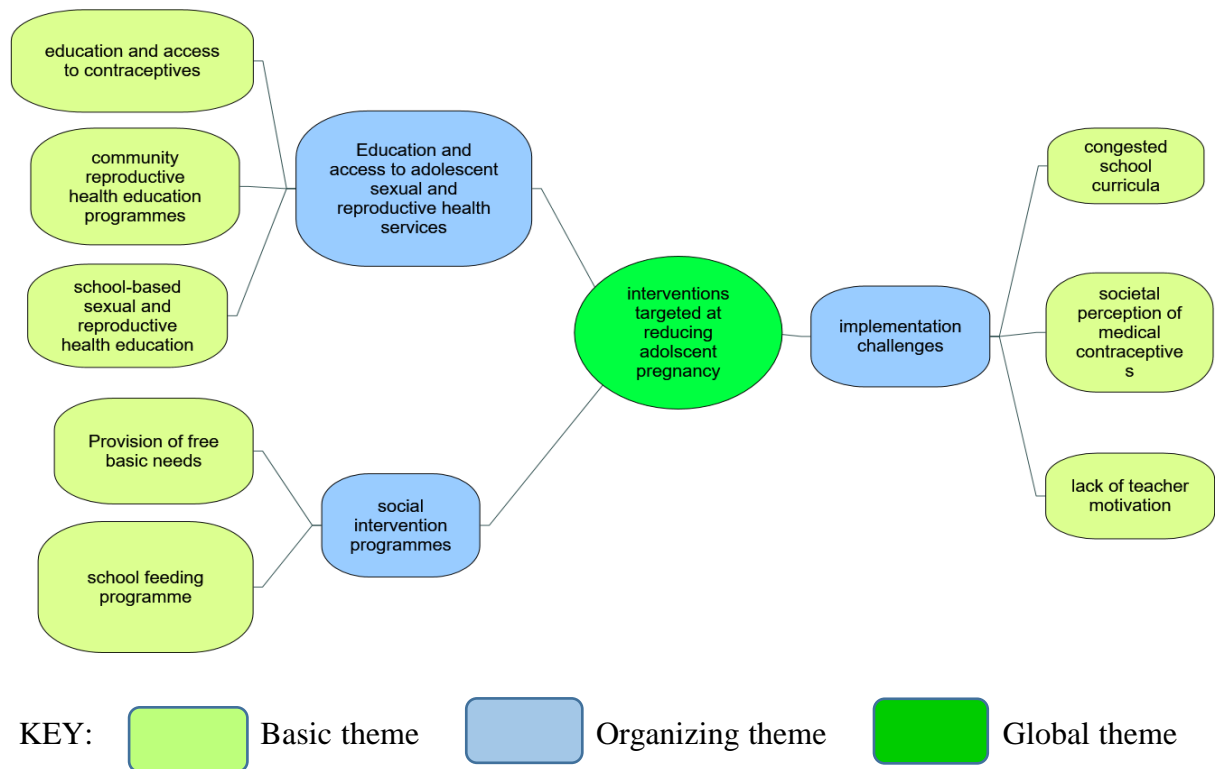 education and access
to contraceptives
community
reproductive
health education
programmes
school-based
sexual and
reproductive
health education
Education and
access to adolescent
sexual and
reproductive health
services
Provision of free
basic needs
school feeding
programme
social
intervention
programmes
interventions
targeted at
reducing
adolscent
pregnancy
implementation
challenges
congested
school
curricula
societal
perception of
medical
contraceptive
s
lack of teacher
motivation
KEY:
Basic theme
Organizing theme
Global theme